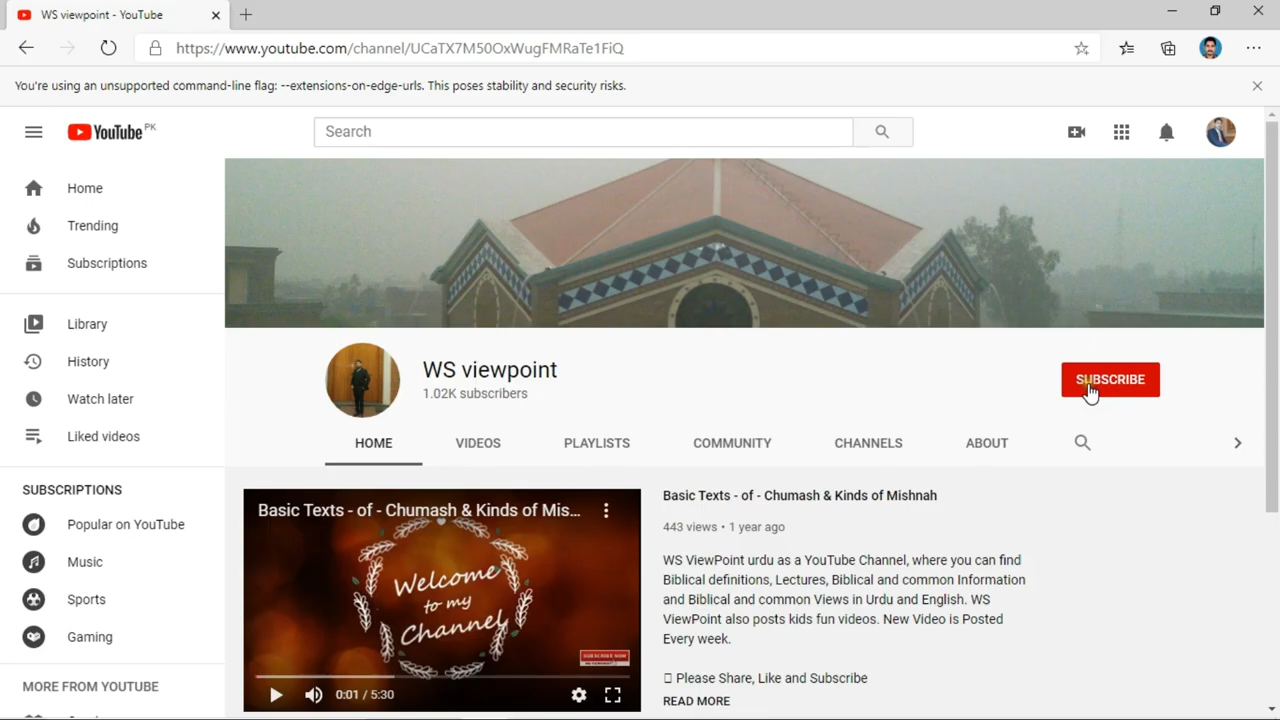 WS viewpoint - YouTube
https://www.youtube.com/channel/UCaTX7M50OxWugFMRaTe1FiQ
You're using an unsupported command-line flag: --extensions-on-edge-urls. This poses stability and security risks.
YouTube PK
Search
Home
Trending
Subscriptions
Library
History
Watch later
Liked videos
SUBSCRIPTIONS
Popular on YouTube
Music
Sports
Gaming
MORE FROM YOUTUBE
WS viewpoint
1.02K subscribers
SUBSCRIBE
HOME VIDEOS PLAYLISTS COMMUNITY CHANNELS ABOUT
Basic Texts - of - Chumash & Kinds of Mis...
Welcome
to my
Channel
SUBSCRIBE NOW
0:01 / 5:30
Basic Texts - of - Chumash & Kinds of Mishnah
443 views • 1 year ago
WS ViewPoint urdu as a YouTube Channel, where you can find
Biblical definitions, Lectures, Biblical and common Information
and Biblical and common Views in Urdu and English. WS
ViewPoint also posts kids fun videos. New Video is Posted
Every week.
Please Share, Like and Subscribe
READ MORE